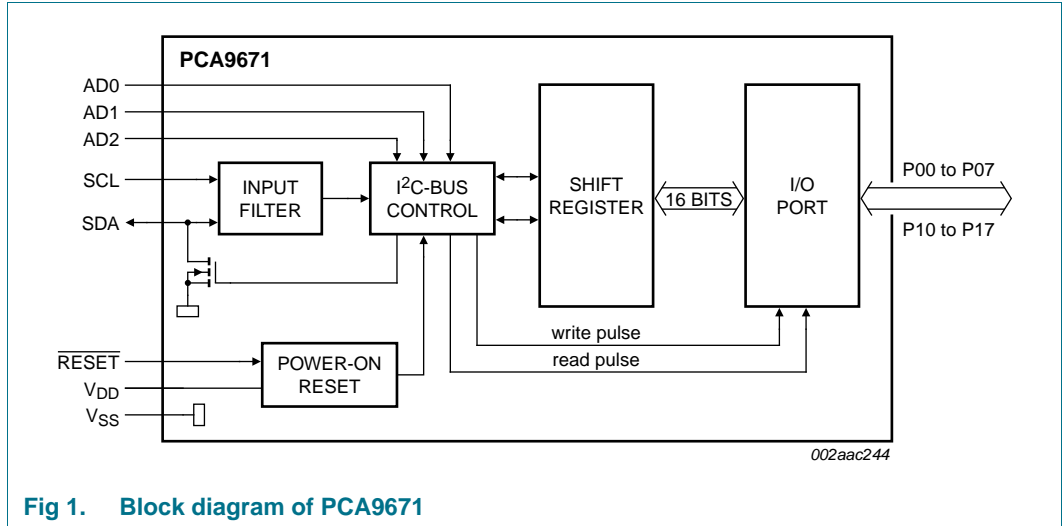 PCA9671
AD0
AD1
AD2
SCL
SDA
INPUT
FILTER
I²C-BUS
CONTROL
SHIFT
REGISTER
16 BITS
I/O
PORT
P00 to P07
P10 to P17
write pulse
read pulse
RESET
VDD
VSS
POWER-ON
RESET
002aac244
Fig 1. Block diagram of PCA9671